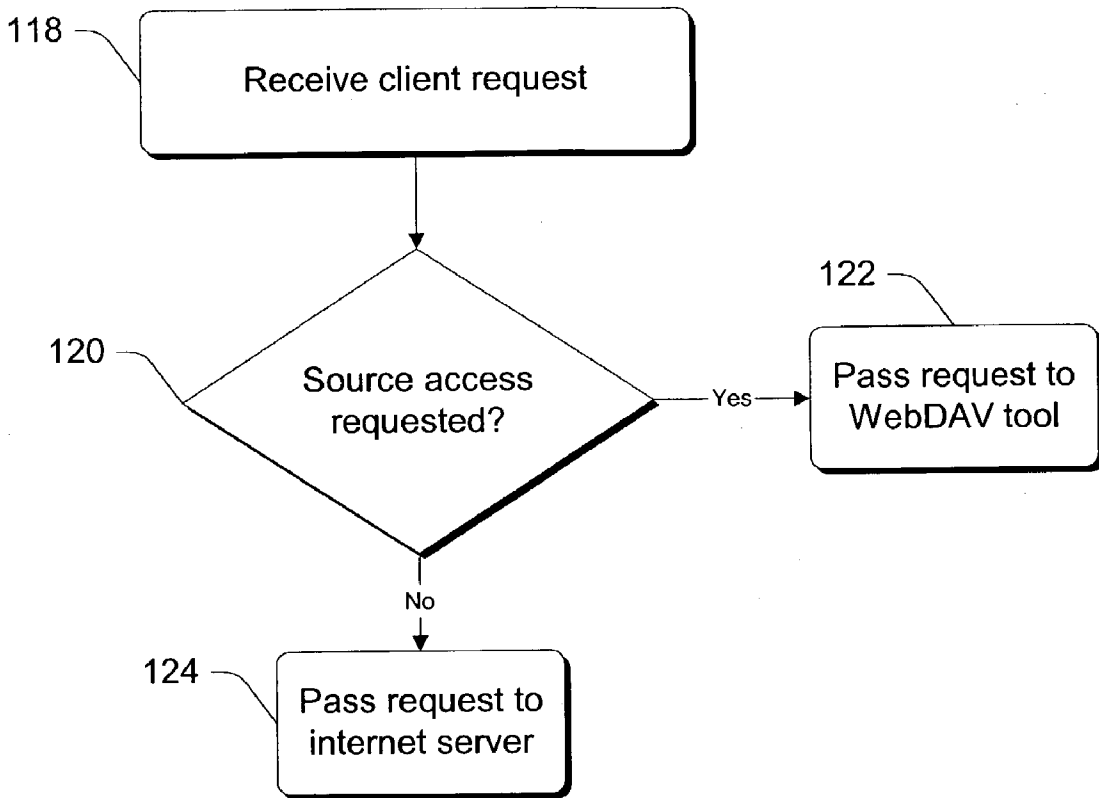 118
Receive client request
122
120
Source access
requested?
Yes
Pass request to
WebDAV tool
No
124
Pass request to
internet server